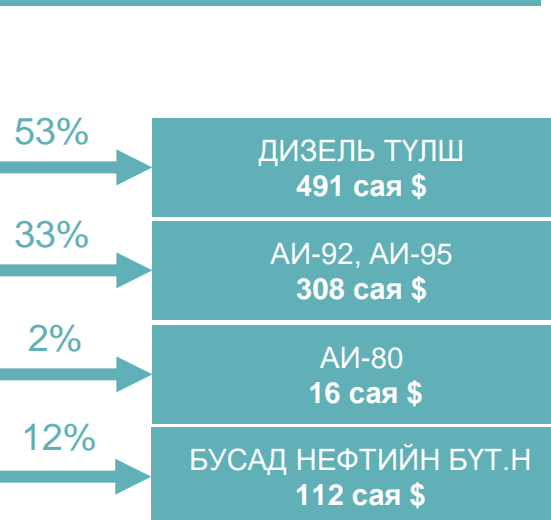 53%
ДИЗЕЛЬ ТҮЛШ
491 сая $
33%
АИ-92, АИ-95
308 сая $
2%
АИ-80
16 сая $
12%
БУСАД НЕФТИЙН БҮТ.Н
112 сая $